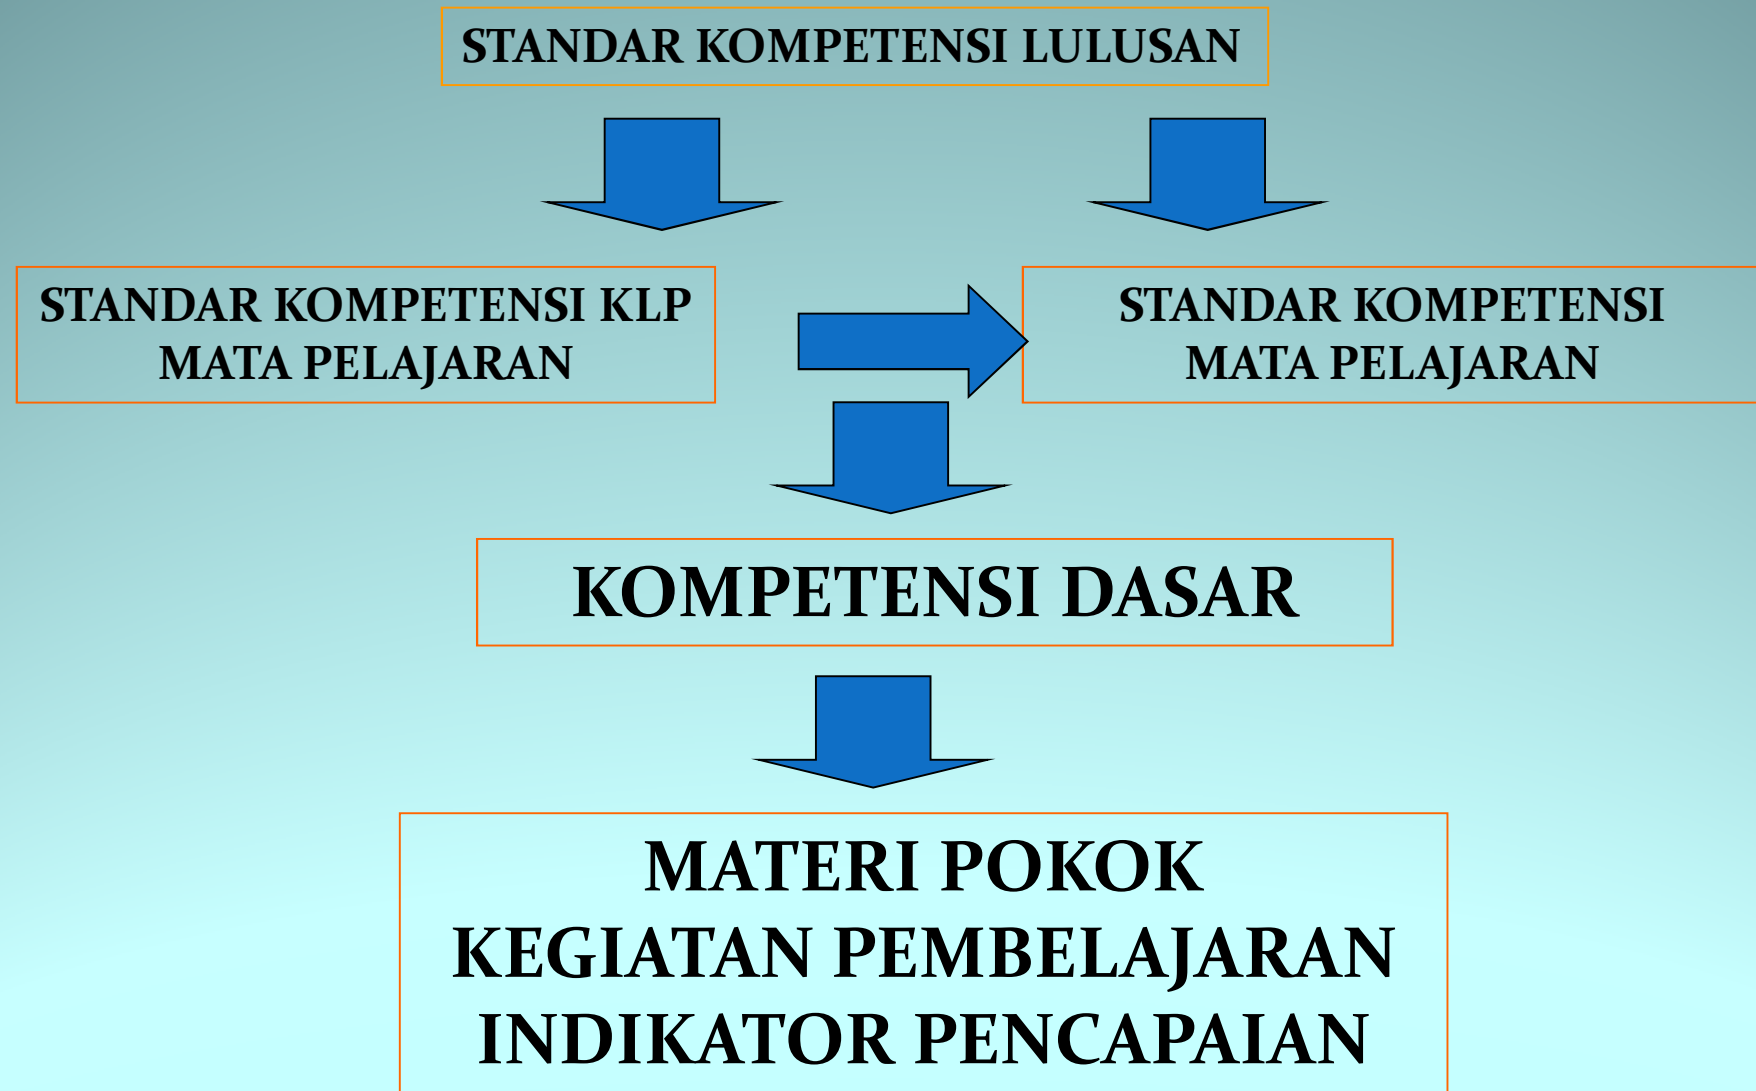 STANDAR KOMPETENSI LULUSAN
STANDAR KOMPETENSI KLP
MATA PELAJARAN
STANDAR KOMPETENSI
MATA PELAJARAN
KOMPETENSI DASAR
MATERI POKOK
KEGIATAN PEMBELAJARAN
INDIKATOR PENCAPAIAN